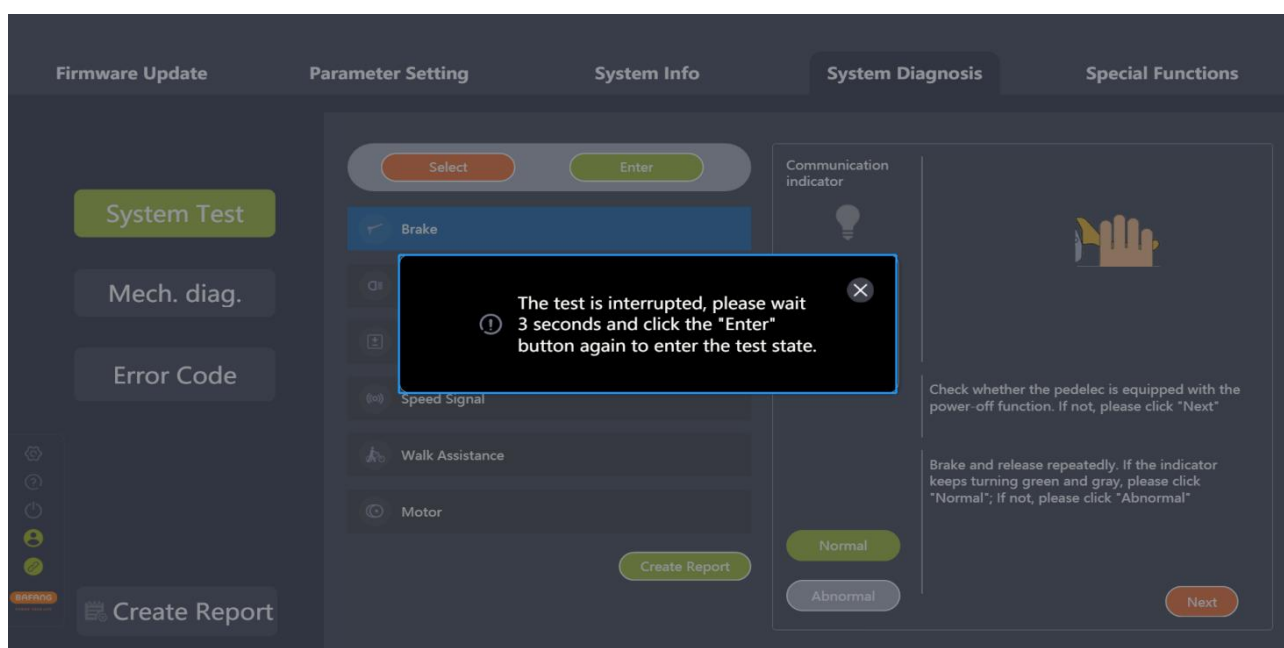 Firmware Update
Parameter Setting
System Info
System Diagnosis
Special Functions
System Test
Mech. diag.
Error Code
Create Report
BAFANG
Select
Enter
Brake
Speed Signal
Walk Assistance
Motor
Create Report
The test is interrupted, please wait
3 seconds and click the "Enter"
button again to enter the test state.
Communication
indicator
Normal
Abnormal
Check whether the pedelec is equipped with the
power-off function. If not, please click "Next"
Brake and release repeatedly. If the indicator
keeps turning green and gray, please click
"Normal"; If not, please click "Abnormal"
Next